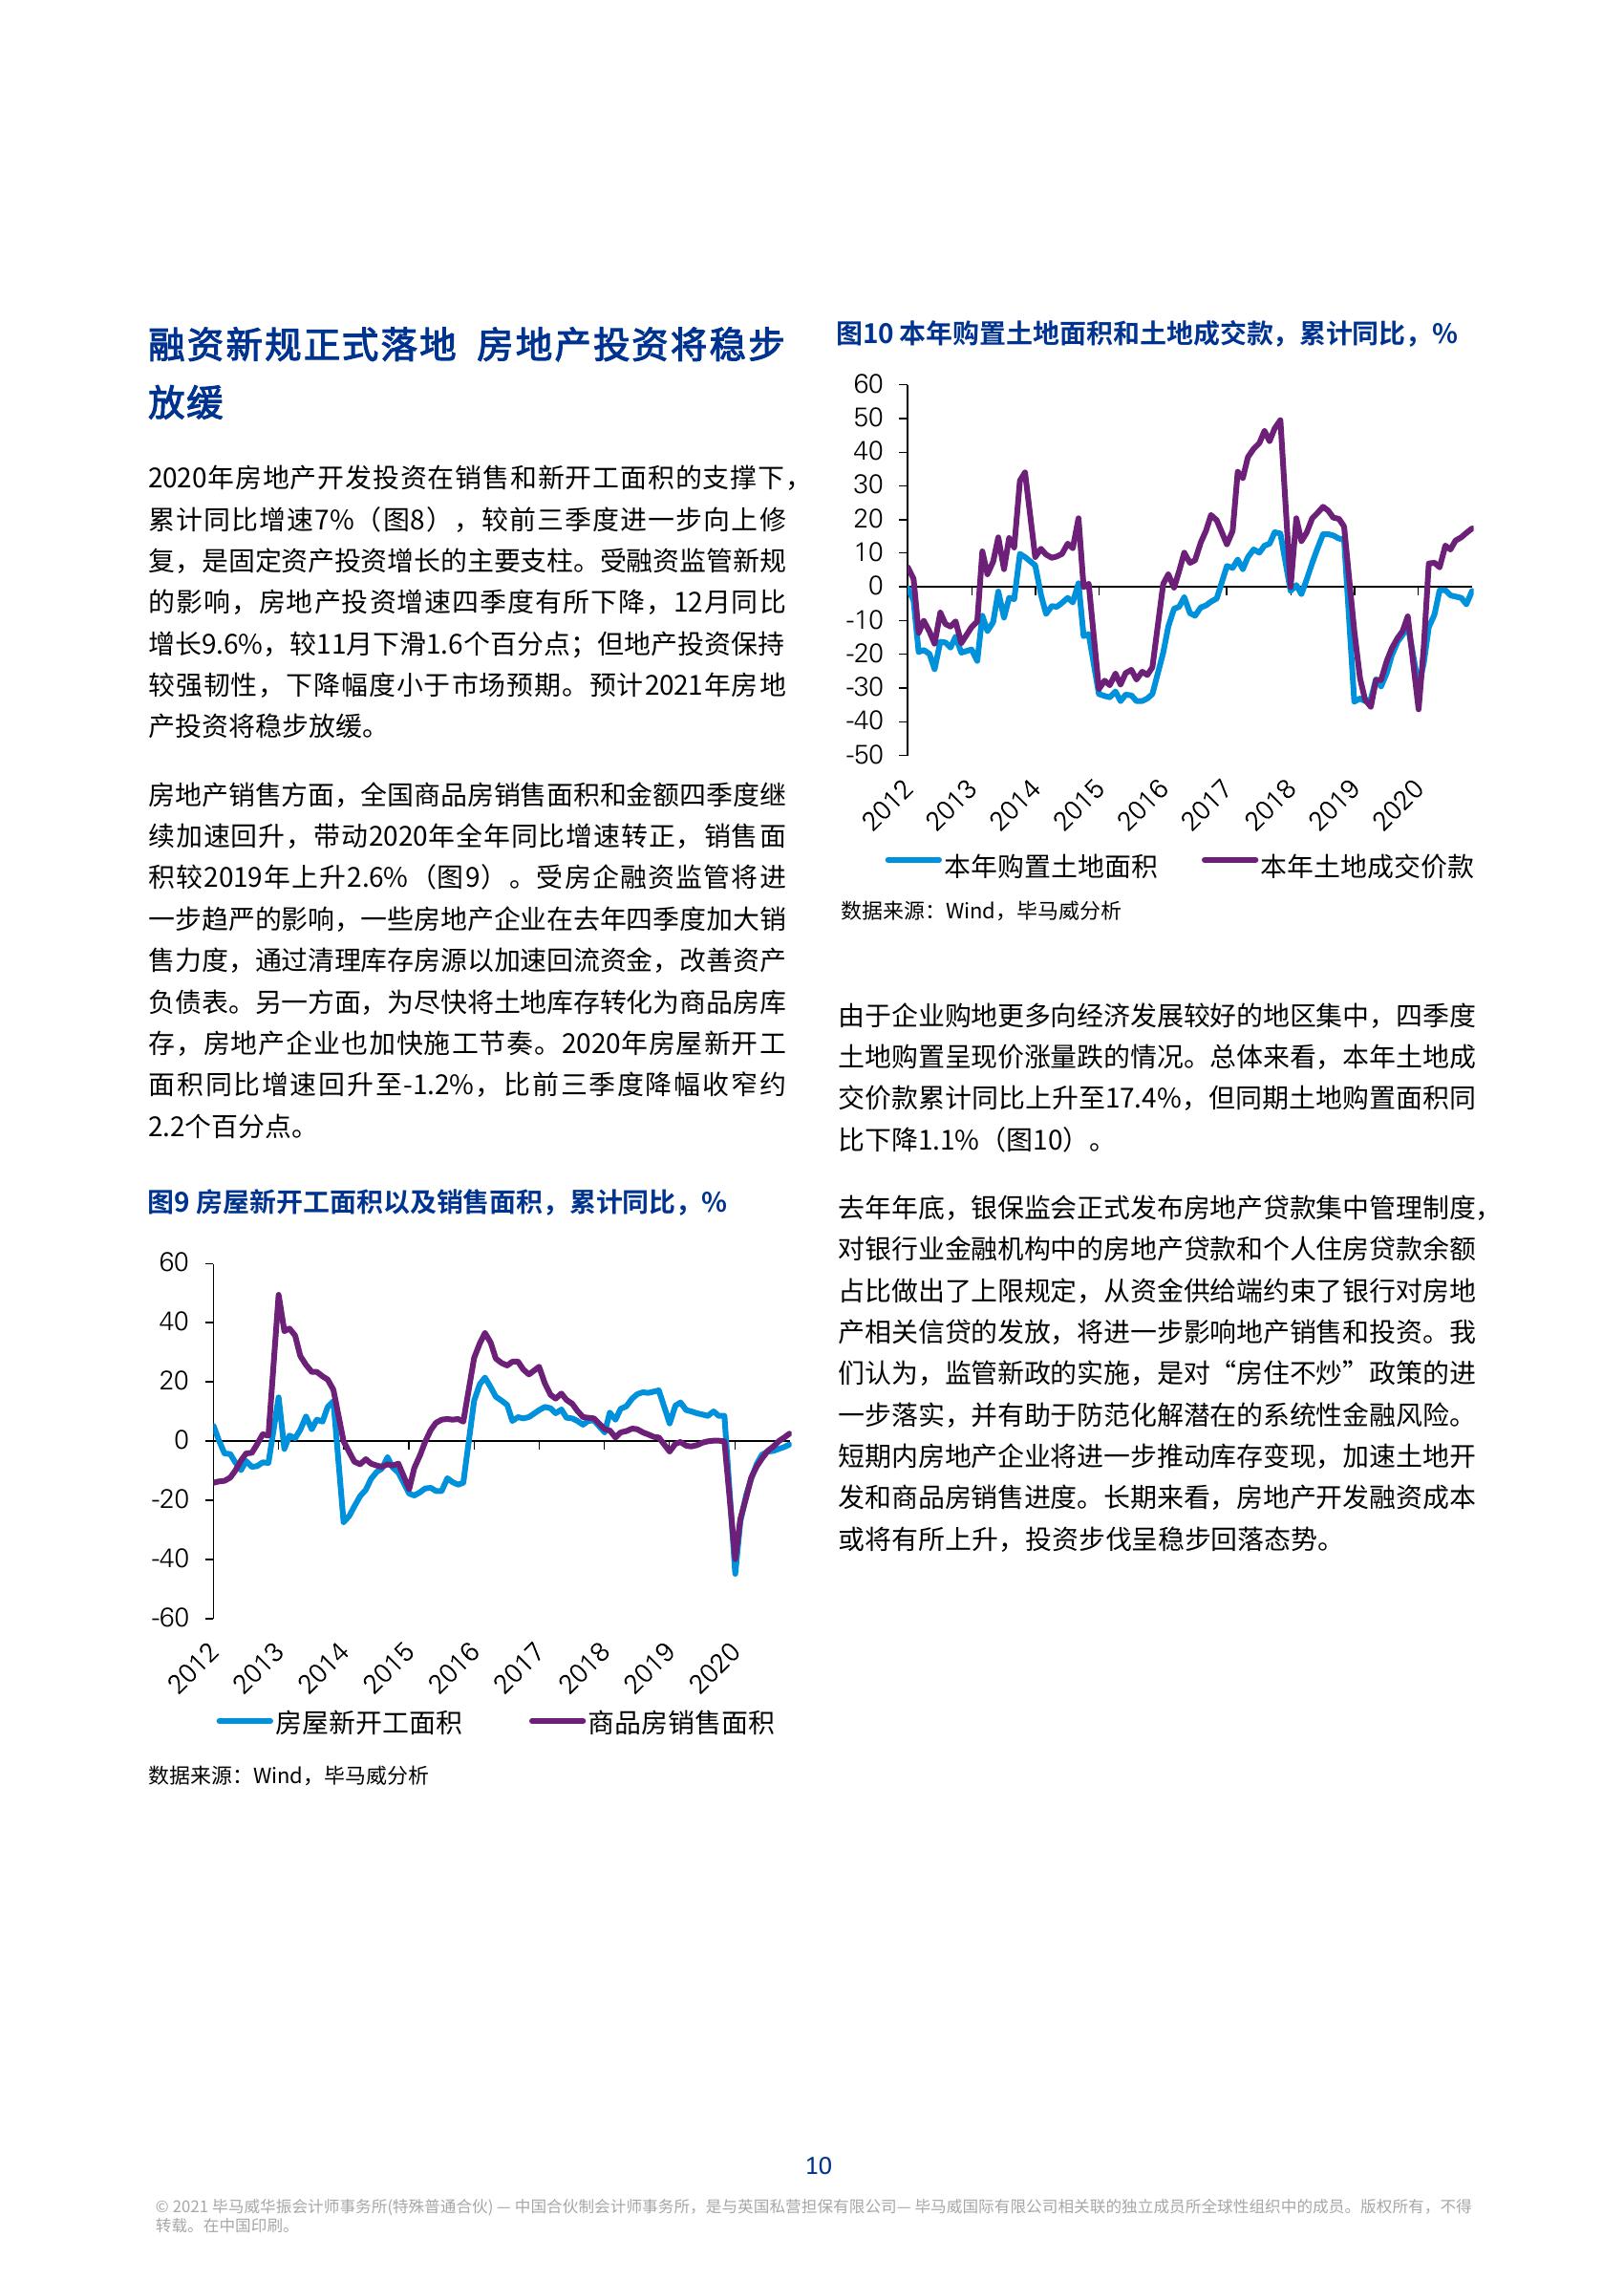 融资新规正式落地 房地产投资将稳步
放缓
2020年房地产开发投资在销售和新开工面积的支撑下，
累计同比增速7%（图8），较前三季度进一步向上修
复，是固定资产投资增长的主要支柱。受融资监管新规
的影响，房地产投资增速四季度有所下降，12月同比
增长9.6%，较11月下滑1.6个百分点；但地产投资保持
较强韧性，下降幅度小于市场预期。预计2021年房地
产投资将稳步放缓。
房地产销售方面，全国商品房销售面积和金额四季度继
续加速回升，带动2020年全年同比增速转正，销售面
积较2019年上升2.6%（图9）。受房企融资监管将进
一步趋严的影响，一些房地产企业在去年四季度加大销
售力度，通过清理库存房源以加速回流资金，改善资产
负债表。另一方面，为尽快将土地库存转化为商品房库
存，房地产企业也加快施工节奏。2020年房屋新开工
面积同比增速回升至-1.2%，比前三季度降幅收窄约
2.2个百分点。
图9 房屋新开工面积以及销售面积，累计同比，%
60
40
20
0
-20
-40
-60
2012 2013 2014 2015 2016 2017 2018 2019 2020
房屋新开工面积 商品房销售面积
数据来源：Wind，毕马威分析
图10 本年购置土地面积和土地成交款，累计同比，%
60
50
40
30
20
10
0
-10
-20
-30
-40
-50
2012 2013 2014 2015 2016 2017 2018 2019 2020
本年购置土地面积 本年土地成交价款
数据来源：Wind，毕马威分析
由于企业购地更多向经济发展较好的地区集中，四季度
土地购置呈现价涨量跌的情况。总体来看，本年土地成
交价款累计同比上升至17.4%，但同期土地购置面积同
比下降1.1%（图10）。
去年年底，银保监会正式发布房地产贷款集中管理制度，
对银行业金融机构中的房地产贷款和个人住房贷款余额
占比做出了上限规定，从资金供给端约束了银行对房地
产相关信贷的发放，将进一步影响地产销售和投资。我
们认为，监管新政的实施，是对“房住不炒”政策的进
一步落实，并有助于防范化解潜在的系统性金融风险。
短期内房地产企业将进一步推动库存变现，加速土地开
发和商品房销售进度。长期来看，房地产开发融资成本
或将有所上升，投资步伐呈稳步回落态势。
10
© 2021 毕马威华振会计师事务所(特殊普通合伙) — 中国合伙制会计师事务所，是与英国私营担保有限公司— 毕马威国际有限公司相关联的独立成员所全球性组织中的成员。版权所有，不得
转载。在中国印刷。